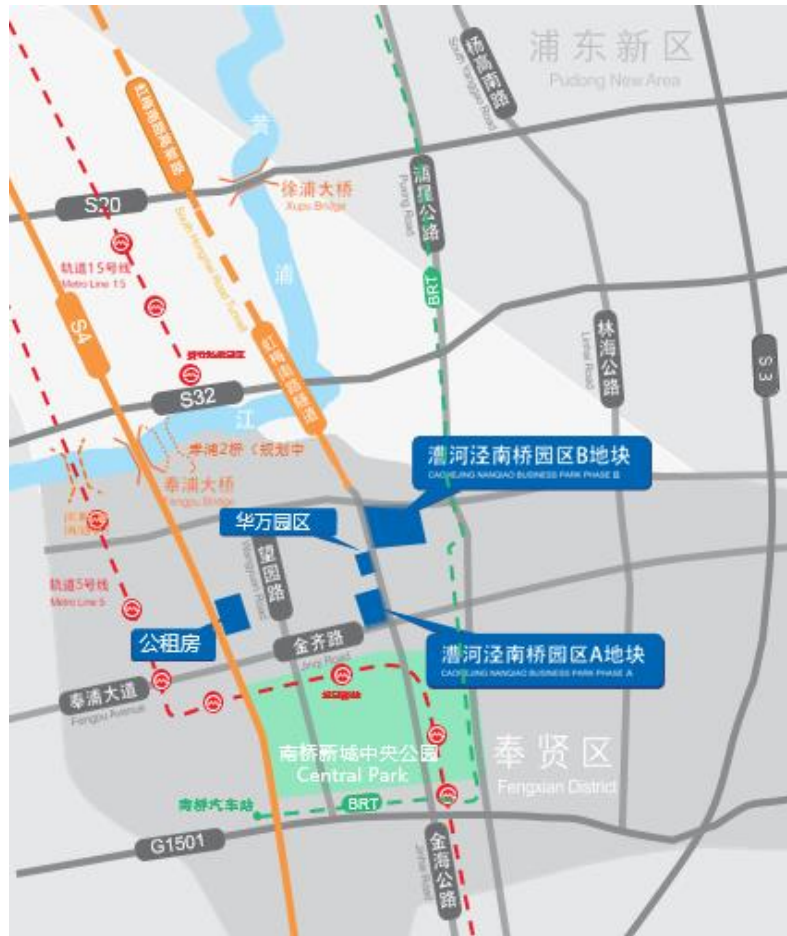 浦东新区
Pudong New Area
杨高南路
South Yanggao Road
黄
S20
徐浦大桥
Xupu Bridge
浦星公路
Puxing Road
轨道15号线
Metro Line 15
浦
BRT
S4
虹梅南路隧道
林海公路
Linhai Road
S3
S32
江
奉浦大桥
Fengpu Bridge
漕河泾南桥园区B地块
CAOHEJING NANQIAO BUSINESS PARK PHASE B
华万园区
望园路
Wangyuan Road
轨道5号线
Metro Line 5
公租房
金齐路
Jinqi Road
漕河泾南桥园区A地块
CAOHEJING NANQIAO BUSINESS PARK PHASE A
奉浦大道
Fengpu Avenue
南桥新城中央公园
Central Park
奉贤区
Fengxian District
南桥汽车站
BRT
G1501
金海公路
Jinhai Road